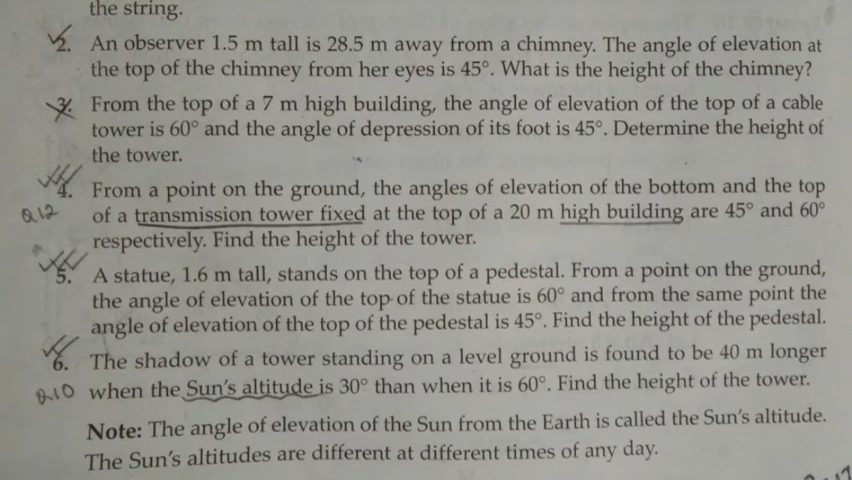 the string.
2. An observer 1.5 m tall is 28.5 m away from a chimney. The angle of elevation at
the top of the chimney from her eyes is 45°. What is the height of the chimney?
3. From the top of a 7 m high building, the angle of elevation of the top of a cable
tower is 60° and the angle of depression of its foot is 45°. Determine the height of
the tower.
4. From a point on the ground, the angles of elevation of the bottom and the top
Q12 of a transmission tower fixed at the top of a 20 m high building are 45° and 60°
respectively. Find the height of the tower.
5. A statue, 1.6 m tall, stands on the top of a pedestal. From a point on the ground,
the angle of elevation of the top of the statue is 60° and from the same point the
angle of elevation of the top of the pedestal is 45°. Find the height of the pedestal.
6. The shadow of a tower standing on a level ground is found to be 40 m longer
Q10 when the Sun's altitude is 30° than when it is 60°. Find the height of the tower.
Note: The angle of elevation of the Sun from the Earth is called the Sun's altitude.
The Sun's altitudes are different at different times of any day.